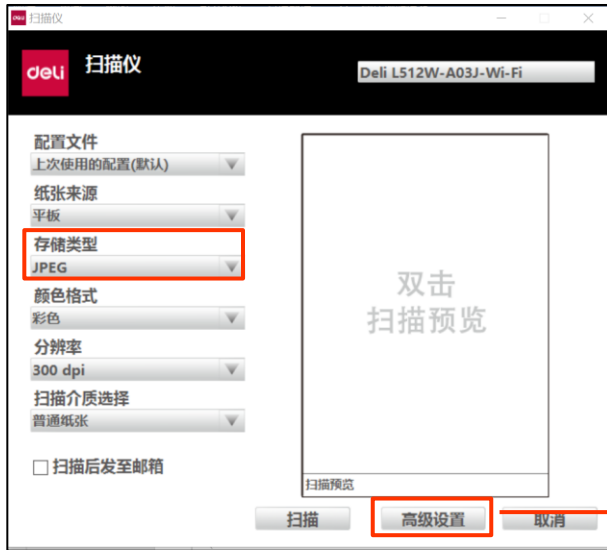 deli 扫描仪
deli 扫描仪
Deli L512W-A03J-Wi-Fi
配置文件
上次使用的配置(默认)
纸张来源
平板
存储类型
JPEG
颜色格式
彩色
分辨率
300 dpi
扫描介质选择
普通纸张
扫描后发至邮箱
双击
扫描预览
扫描预览
扫描 高级设置 取消